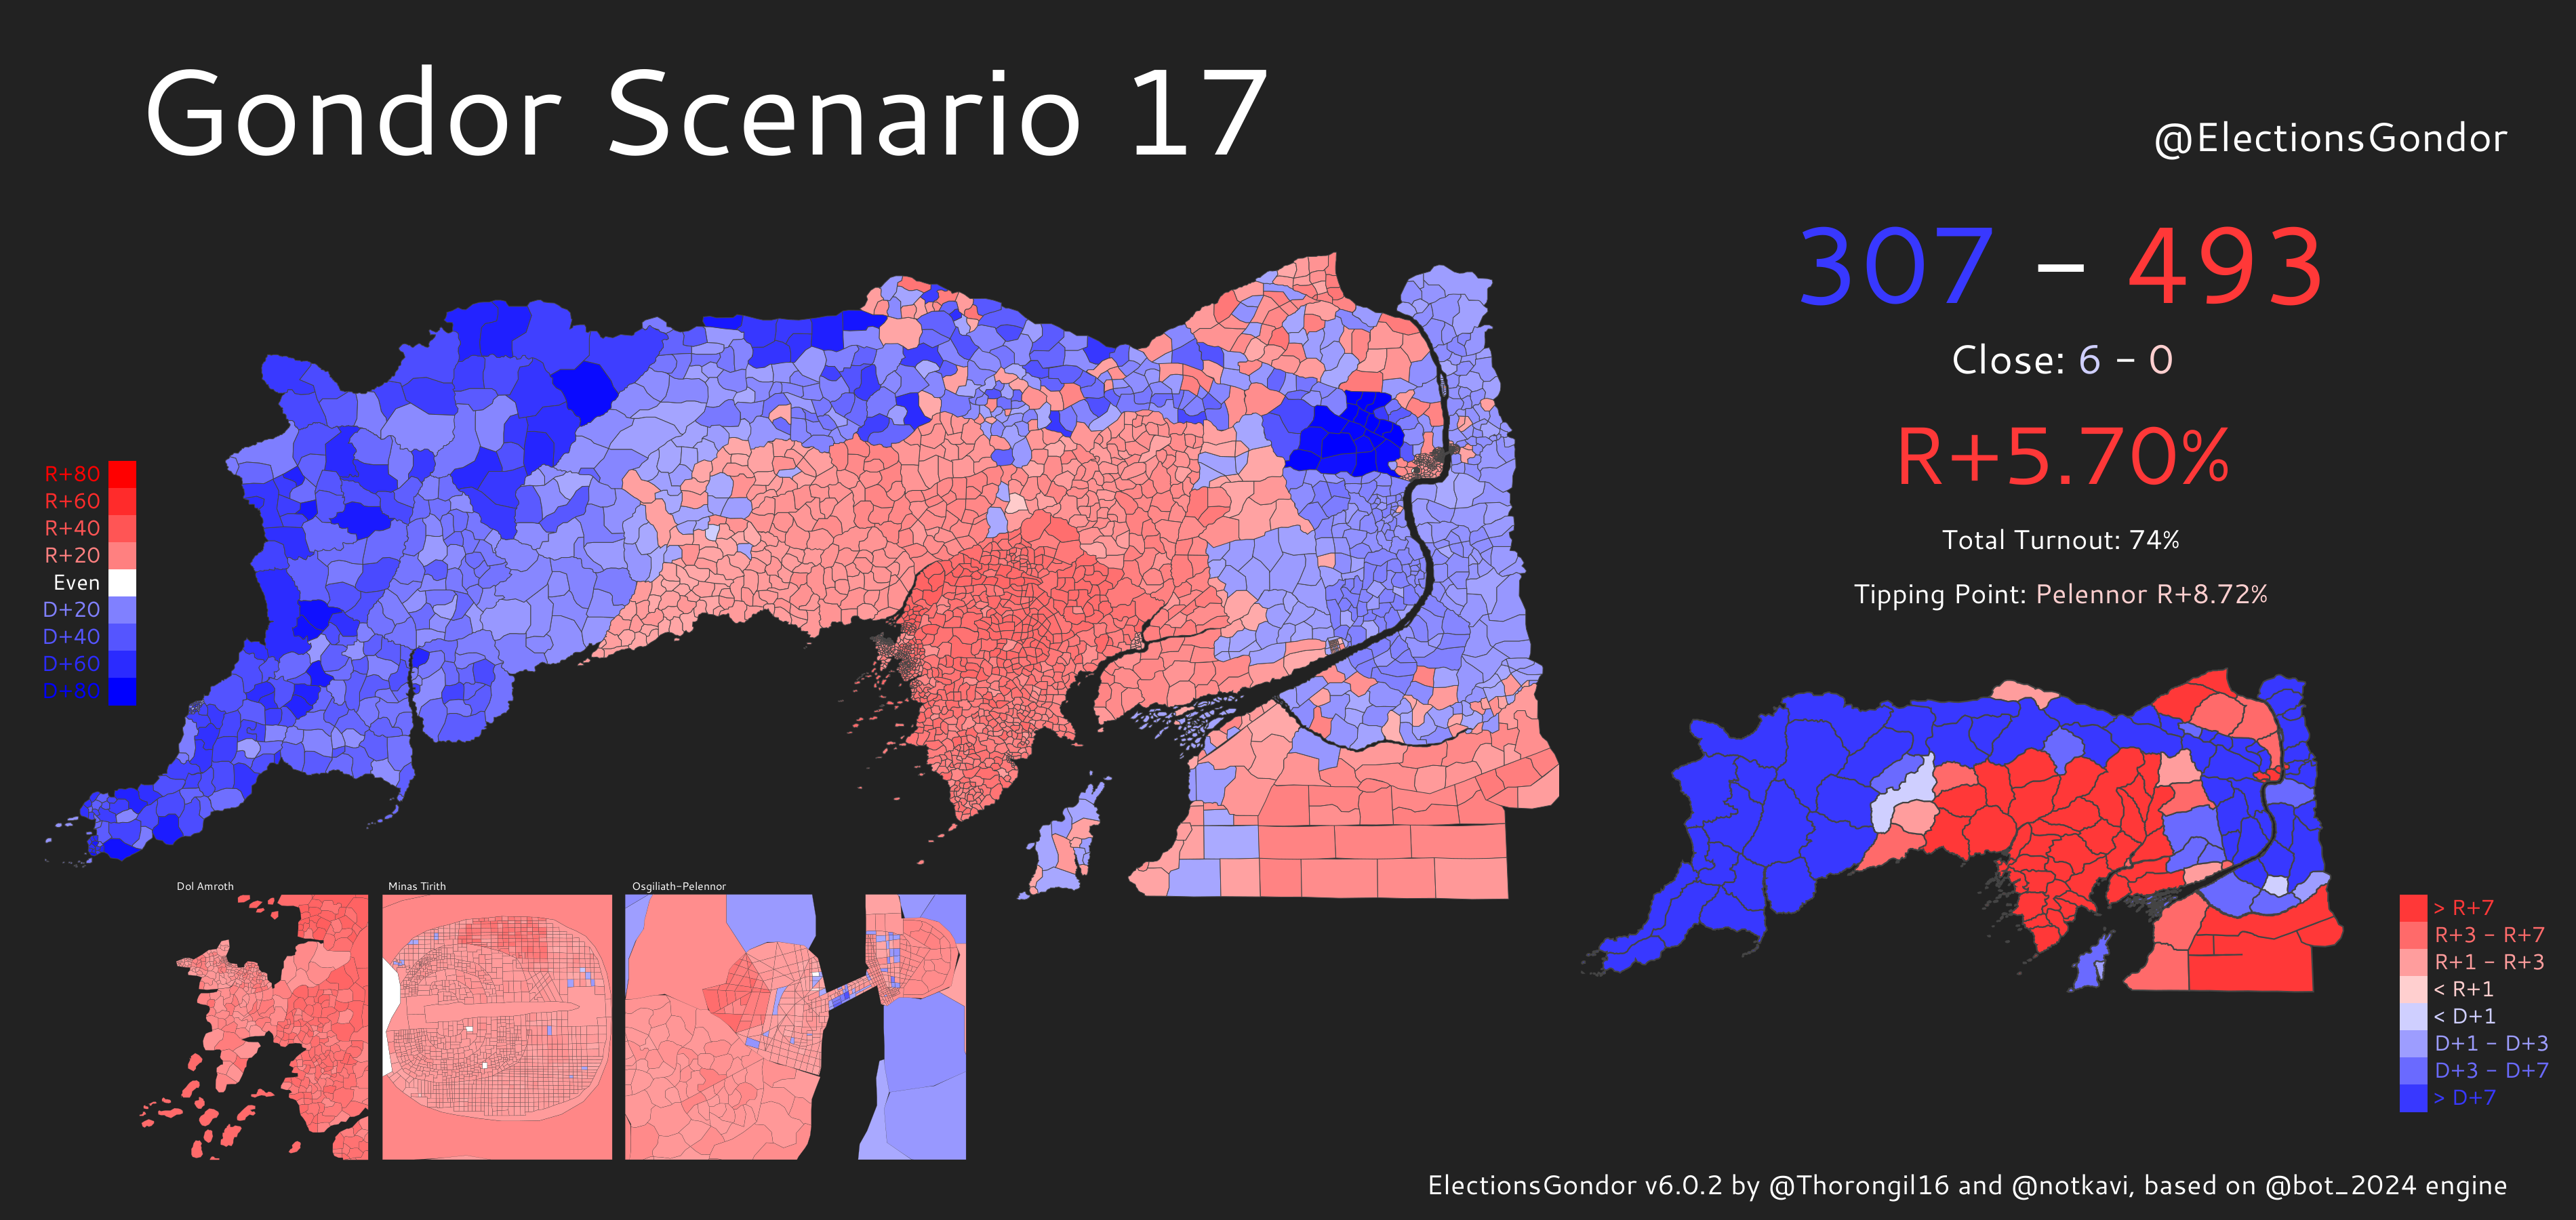 Gondor Scenario 17
@ElectionsGondor
307 – 493
Close: 6 - 0
R+5.70%
Total Turnout: 74%
Tipping Point: Pelennor R+8.72%
R+80
R+60
R+40
R+20
Even
D+20
D+40
D+60
D+80
Dol Amroth
Minas Tirith
Osgiliath-Pelennor
> R+7
R+3 - R+7
R+1 - R+3
< R+1
< D+1
D+1 - D+3
D+3 - D+7
> D+7
ElectionsGondor v6.0.2 by @Thorongil16 and @notkavi, based on @bot_2024 engine